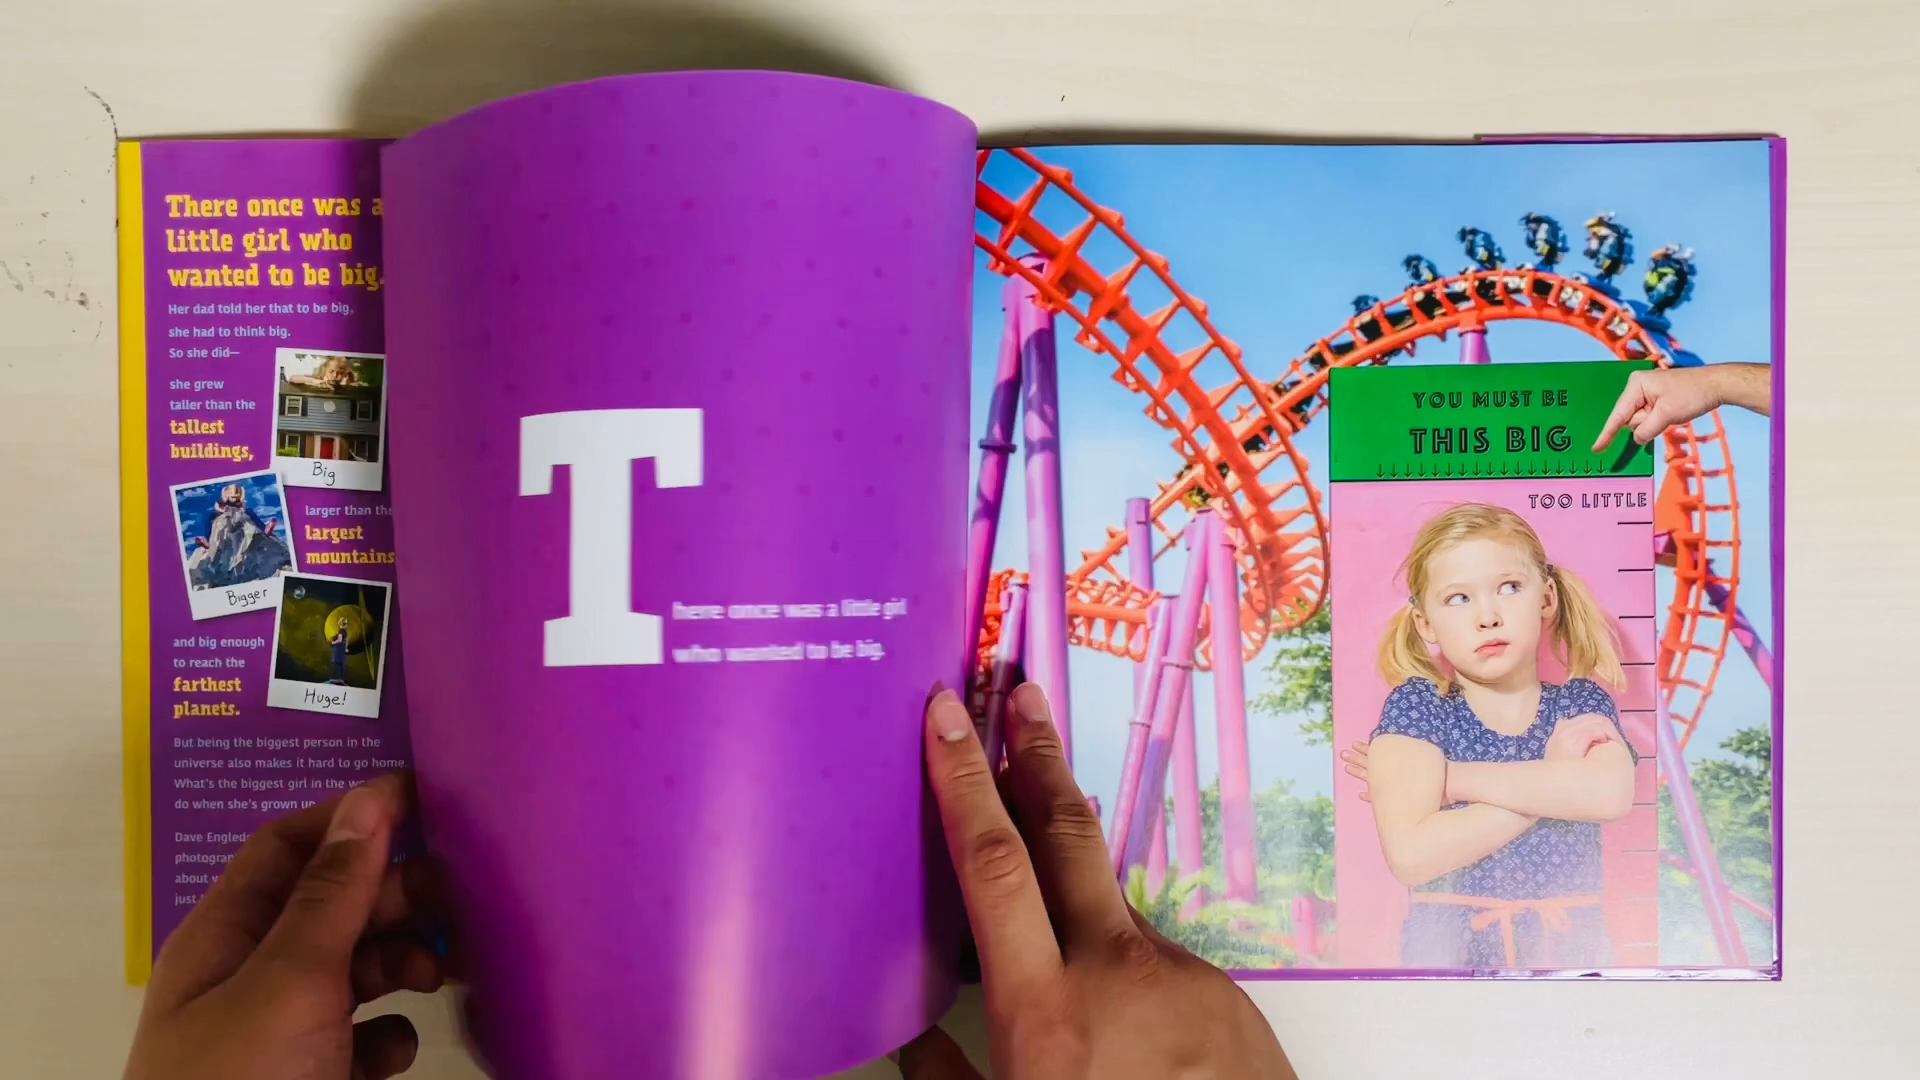 There once was a
little girl who
wanted to be big.
Her dad told her that to be big,
she had to think big.
So she did—
she grew
taller than the
tallest
buildings,
Big
larger than the
largest
mountains
Bigger
and big enough
to reach the
farthest
planets.
Huge!
But being the biggest person in the
universe also makes it hard to go home.
What's the biggest girl in the
do when she's grown
Dave
about
just
There once was a little girl
who wanted to be big.
YOU MUST BE
THIS BIG
↓↓↓↓↓↓↓↓↓↓↓↓↓↓↓↓↓
TOO LITTLE